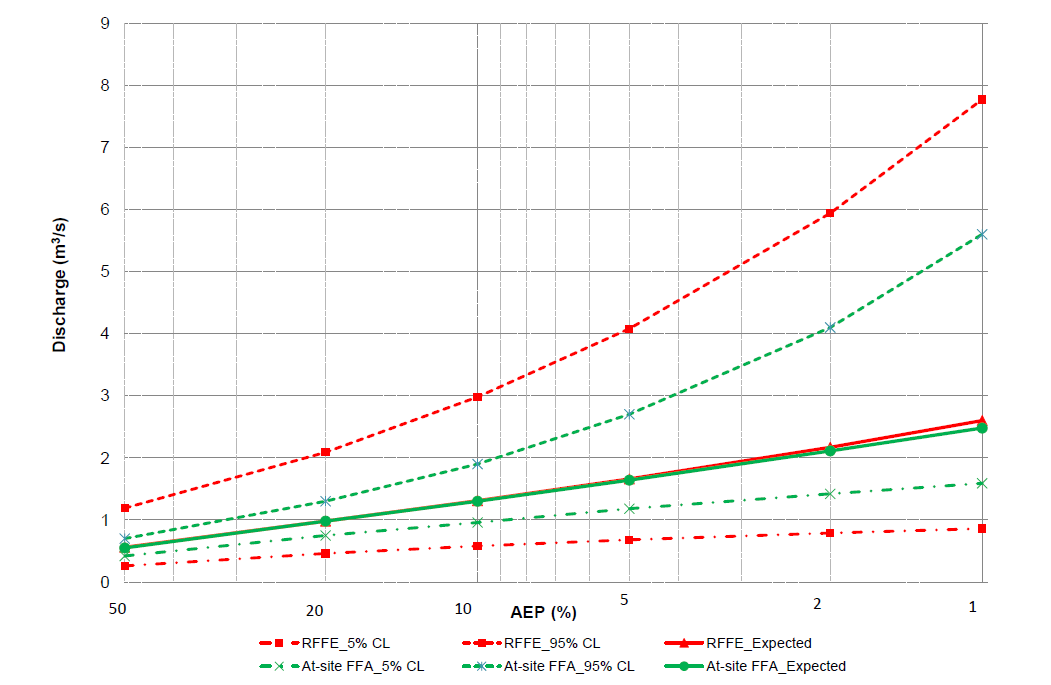 9
8
7
6
5
4
3
2
1
0
Discharge (m³/s)
50 20 10 5 2 1
AEP (%)
RFFE_5% CL RFFE_95% CL RFFE_Expected
At-site FFA_5% CL At-site FFA_95% CL At-site FFA_Expected